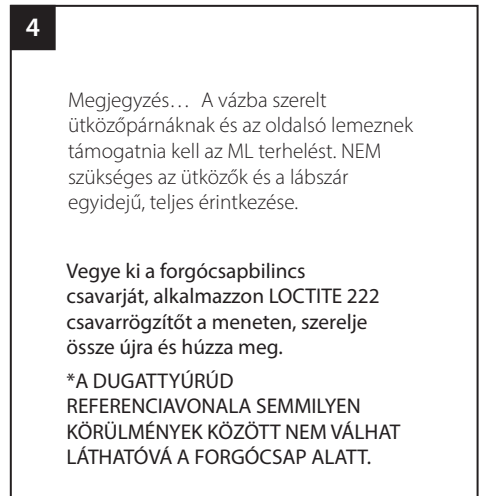 4
Megjegyzés… A vázba szerelt
ütközőpárnáknak és az oldalsó lemeznek
támogatnia kell az ML terhelést. NEM
szükséges az ütközők és a lábszár
egyidejű, teljes érintkezése.
Vegye ki a forgócsapbilincs
csavarját, alkalmazzon LOCTITE 222
csavarrögzítőt a meneten, szerelje
össze újra és húzza meg.
*A DUGATTYÚRÚD
REFERENCIAVONALA SEMMILYEN
KÖRÜLMÉNYEK KÖZÖTT NEM VÁLHAT
LÁTHATÓVÁ A FORGÓCSAP ALATT.